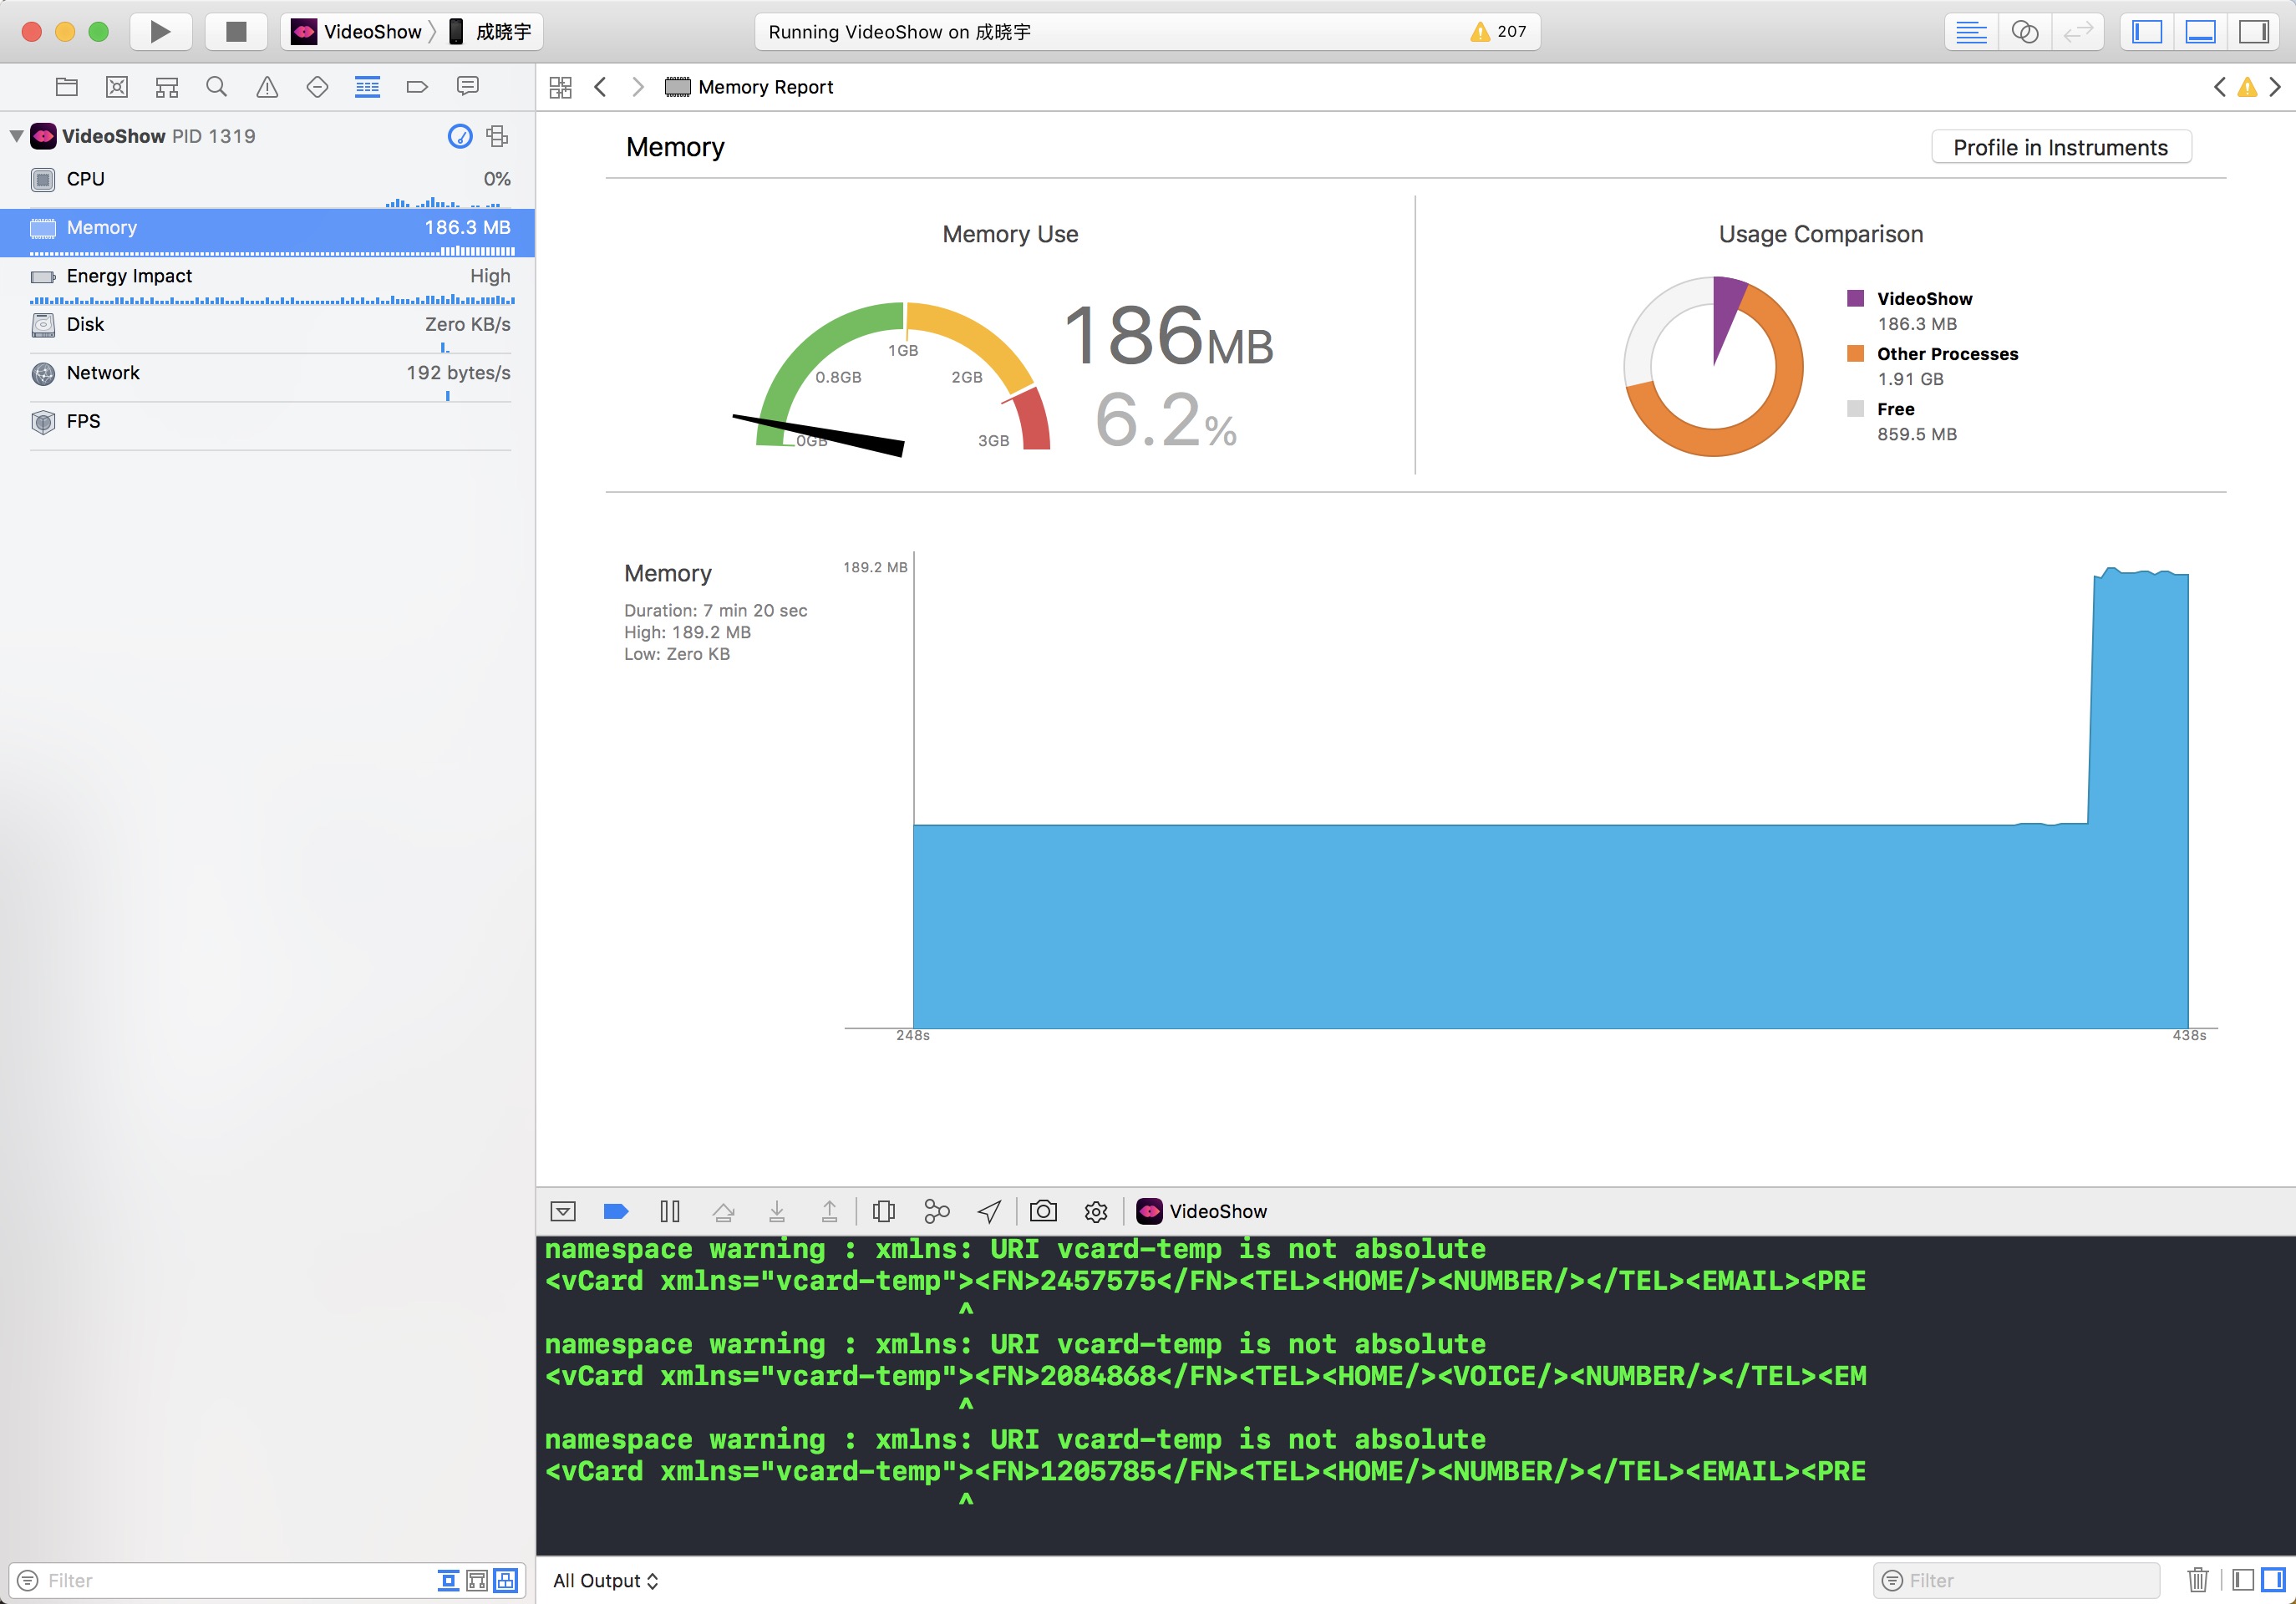 VideoShow 〉 成晓宇
Running VideoShow on 成晓宇
207
Memory Report
VideoShow PID 1319
CPU 0%
Memory 186.3 MB
Energy Impact High
Disk Zero KB/s
Network 192 bytes/s
FPS
Memory
Profile in Instruments
Memory Use
0GB
0.8GB
1GB
2GB
3GB
186MB
6.2%
Usage Comparison
VideoShow
186.3 MB
Other Processes
1.91 GB
Free
859.5 MB
Memory
Duration: 7 min 20 sec
High: 189.2 MB
Low: Zero KB
189.2 MB
248s
438s
VideoShow
namespace warning : xmlns: URI vcard-temp is not absolute
<vCard xmlns="vcard-temp"><FN>2457575</FN><TEL><HOME/><NUMBER/></TEL><EMAIL><PRE
^
namespace warning : xmlns: URI vcard-temp is not absolute
<vCard xmlns="vcard-temp"><FN>2084868</FN><TEL><HOME/><VOICE/><NUMBER/></TEL><EM
^
namespace warning : xmlns: URI vcard-temp is not absolute
<vCard xmlns="vcard-temp"><FN>1205785</FN><TEL><HOME/><NUMBER/></TEL><EMAIL><PRE
^
Filter
All Output
Filter